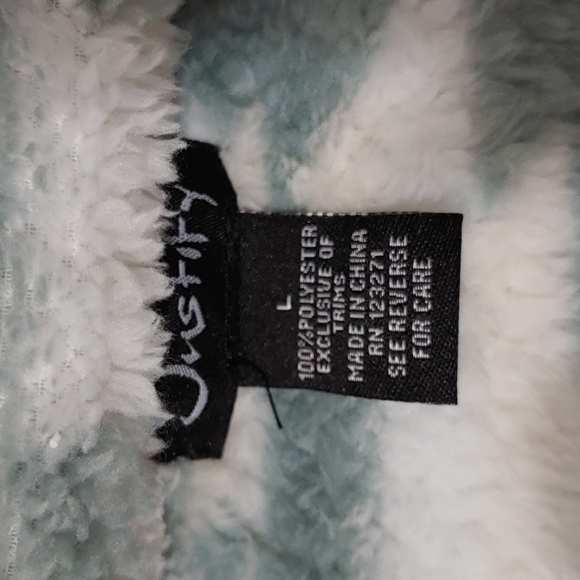 Justify
L
100%POLYESTER
EXCLUSIVE OF
TRIMS
MADE IN CHINA
RN 123271
SEE REVERSE
FOR CARE